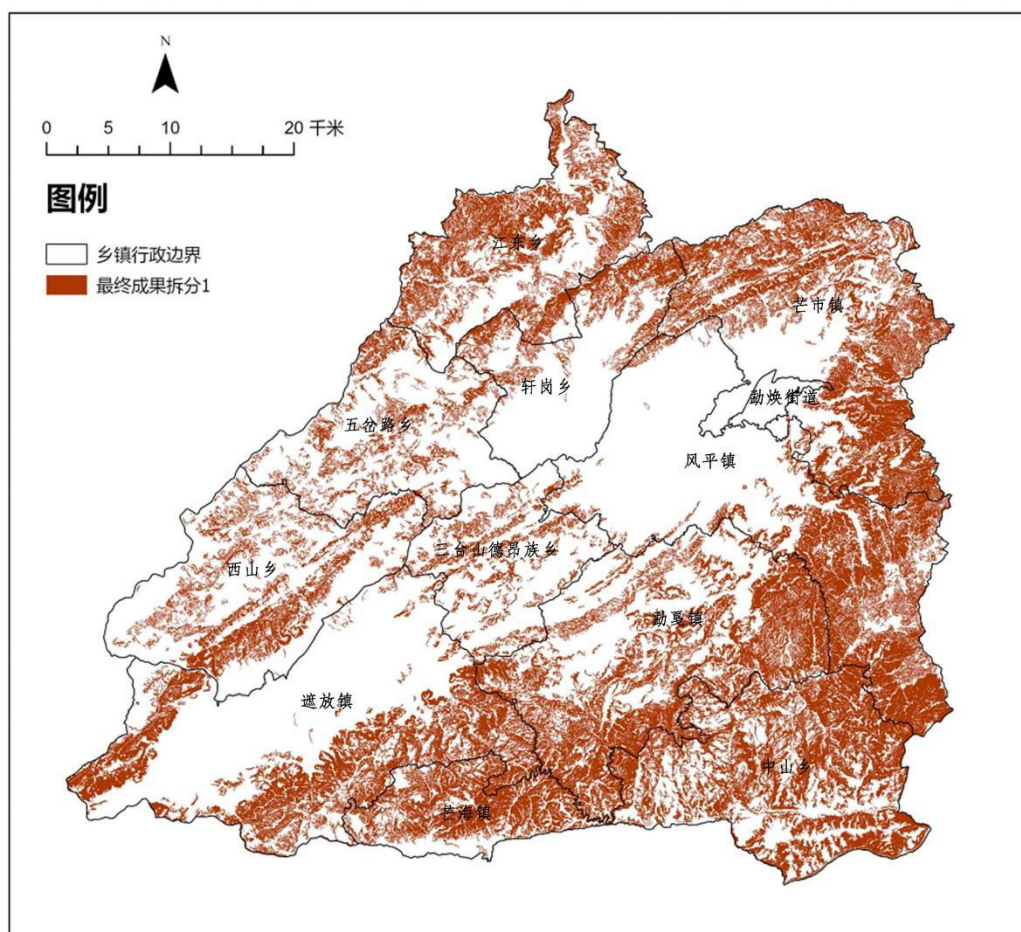 N
0 5 10 20 千米
图例
乡镇行政边界
最终成果拆分1
江东乡
芒市镇
轩岗乡
勐焕街道
五岔路乡
风平镇
三台山德昂族乡
西山乡
勐戛镇
遮放镇
中山乡
芒海镇